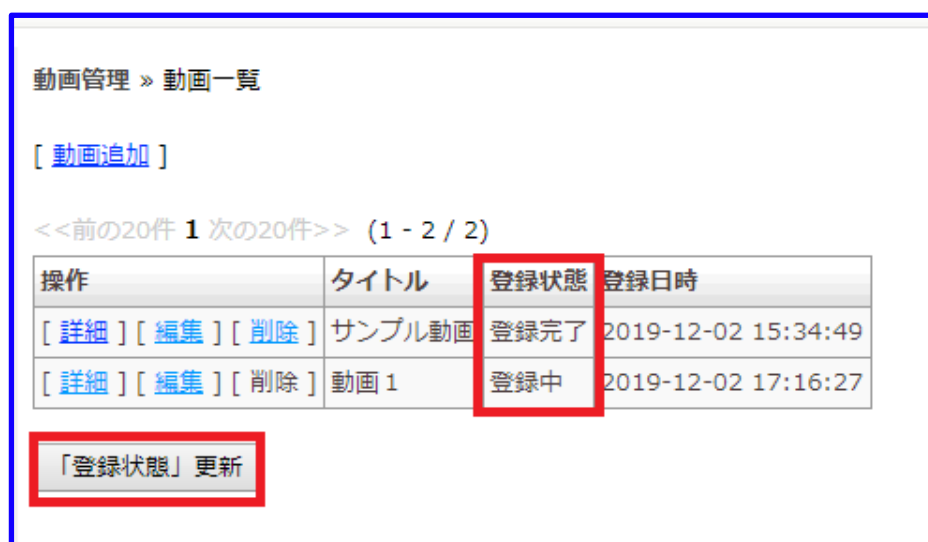 動画管理 » 動画一覧
[ 動画追加 ]
<<前の20件 1 次の20件>> (1 - 2 / 2)
操作 タイトル 登録状態 登録日時
[ 詳細 ] [ 編集 ] [ 削除 ] サンプル動画 登録完了 2019-12-02 15:34:49
[ 詳細 ] [ 編集 ] [ 削除 ] 動画1 登録中 2019-12-02 17:16:27
「登録状態」更新